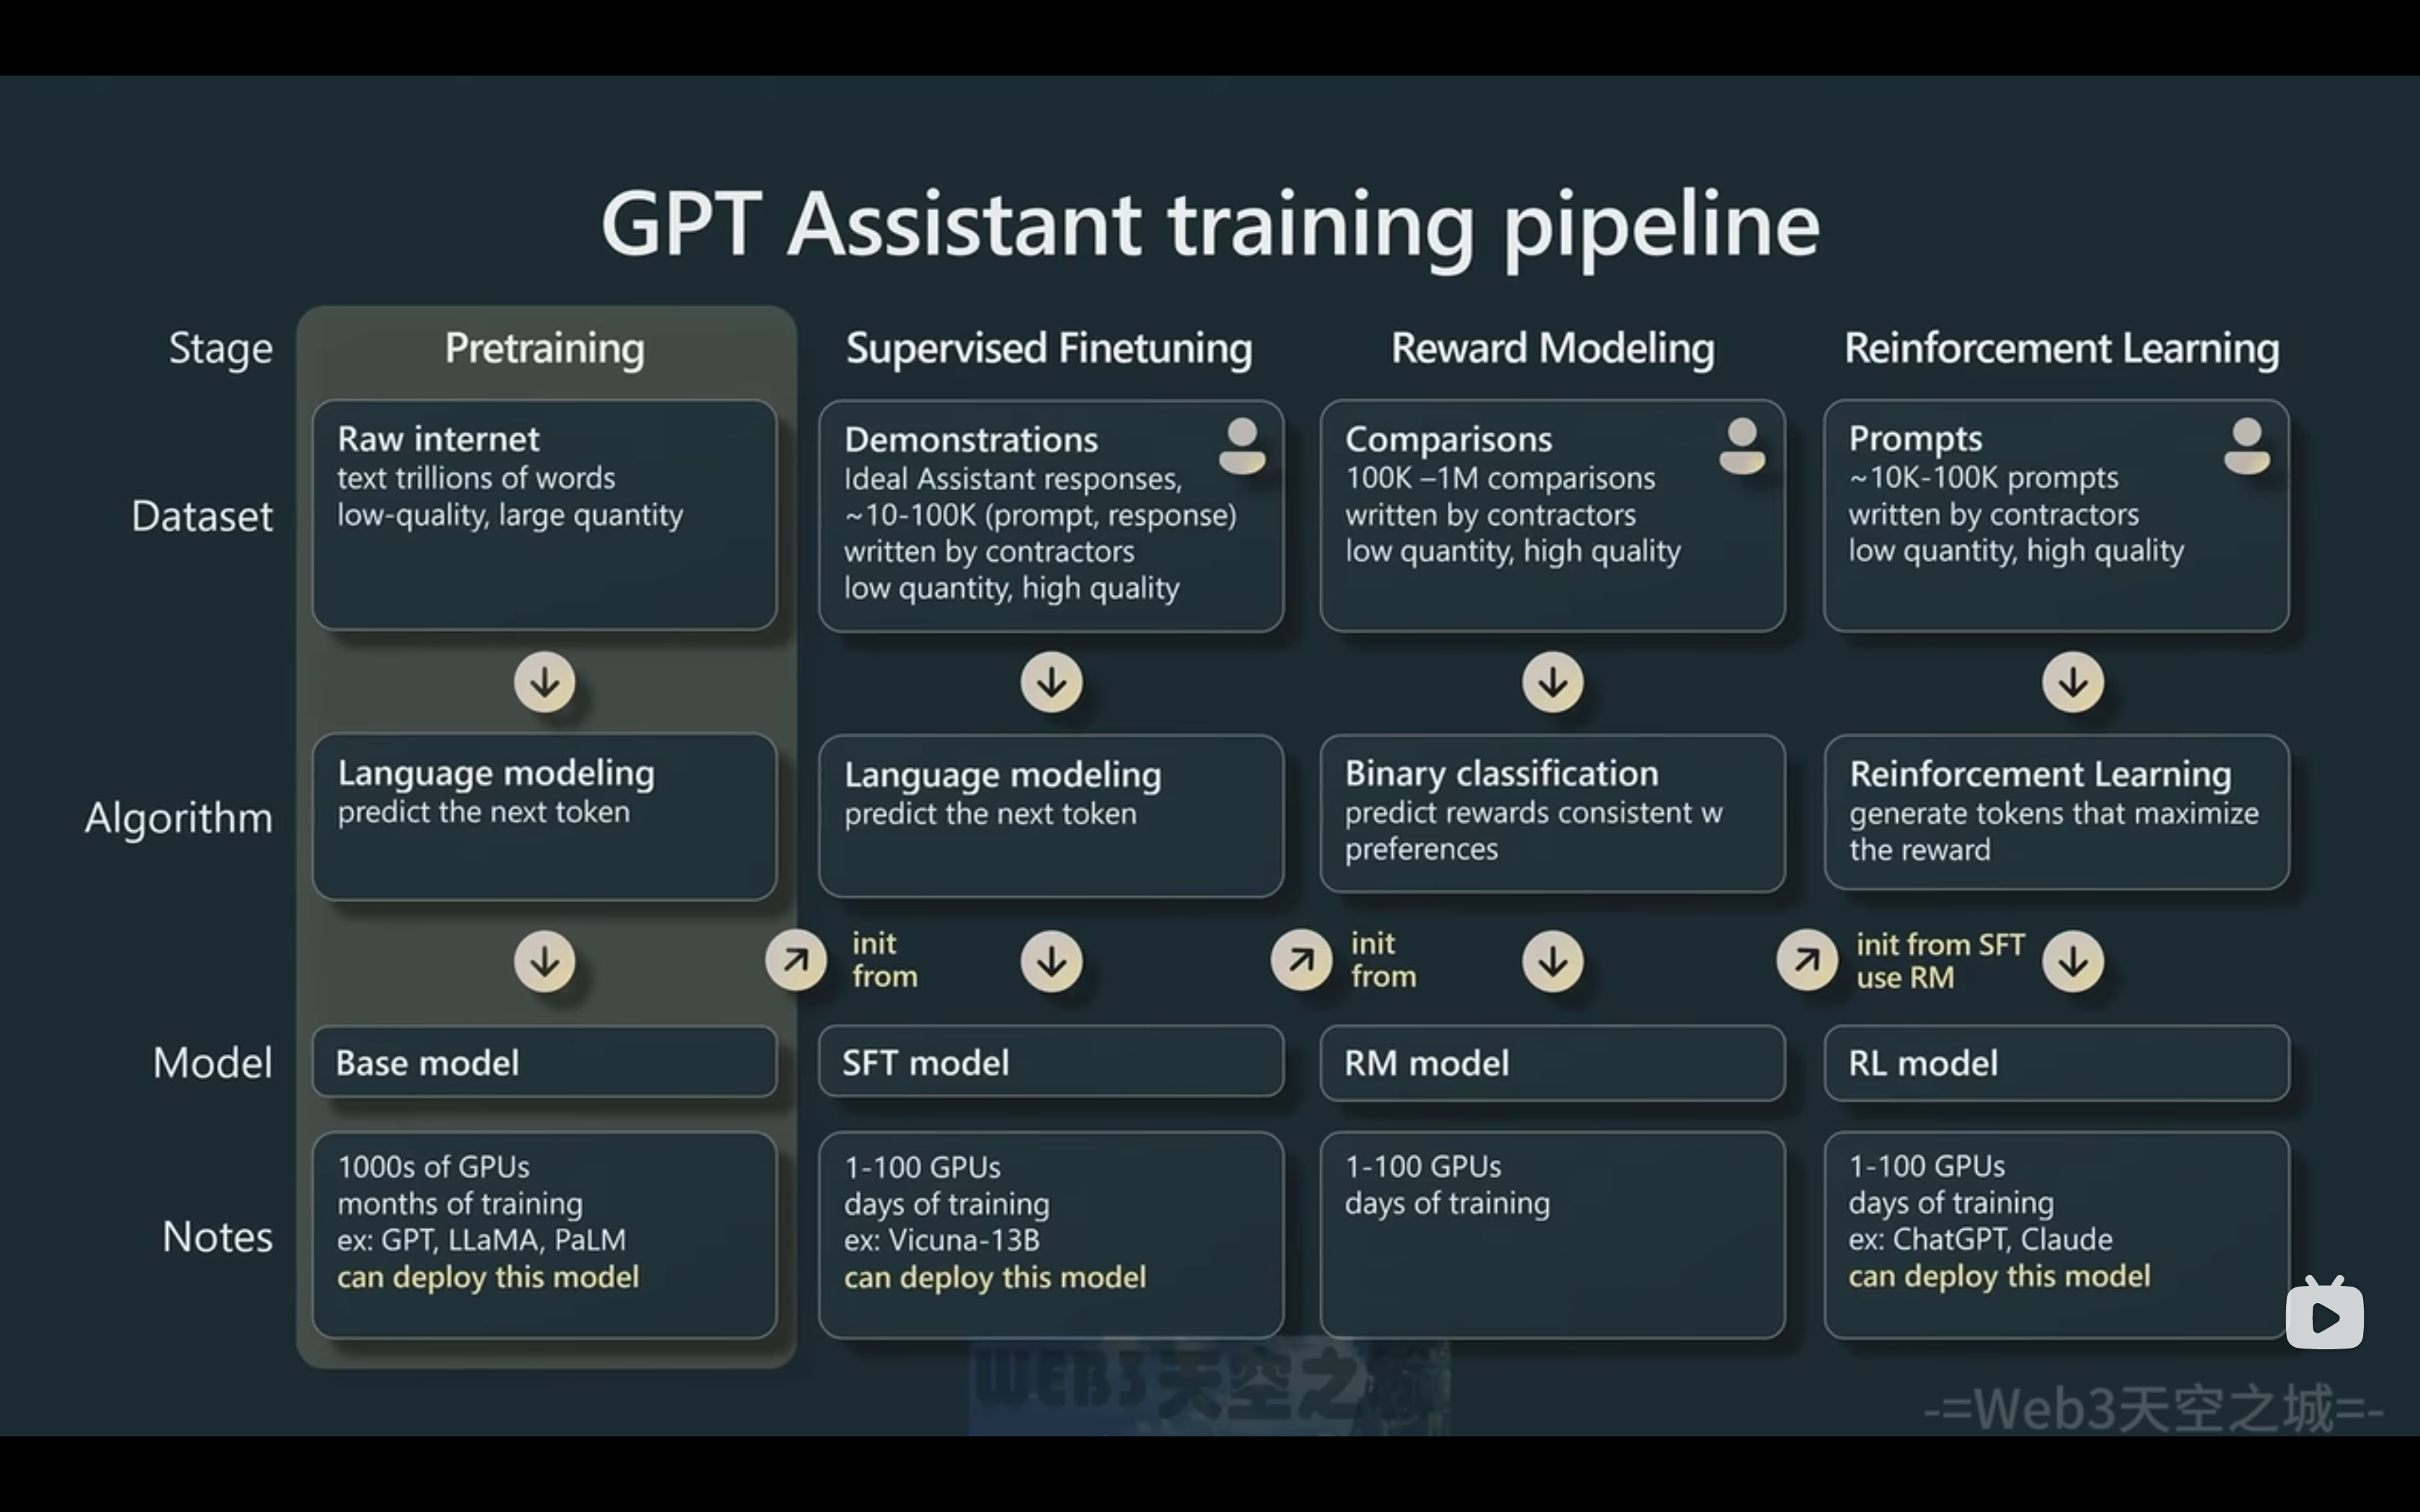 GPT Assistant training pipeline
Stage
Pretraining
Supervised Finetuning
Reward Modeling
Reinforcement Learning
Dataset
Raw internet
text trillions of words
low-quality, large quantity
Demonstrations
Ideal Assistant responses,
~10-100K (prompt, response)
written by contractors
low quantity, high quality
Comparisons
100K –1M comparisons
written by contractors
low quantity, high quality
Prompts
~10K-100K prompts
written by contractors
low quantity, high quality
Algorithm
Language modeling
predict the next token
Language modeling
predict the next token
Binary classification
predict rewards consistent w
preferences
Reinforcement Learning
generate tokens that maximize
the reward
init
from
init
from
init from SFT
use RM
Model
Base model
SFT model
RM model
RL model
Notes
1000s of GPUs
months of training
ex: GPT, LLaMA, PaLM
can deploy this model
1-100 GPUs
days of training
ex: Vicuna-13B
can deploy this model
1-100 GPUs
days of training
1-100 GPUs
days of training
ex: ChatGPT, Claude
can deploy this model
WEB3天空之
-=Web3天空之城=-